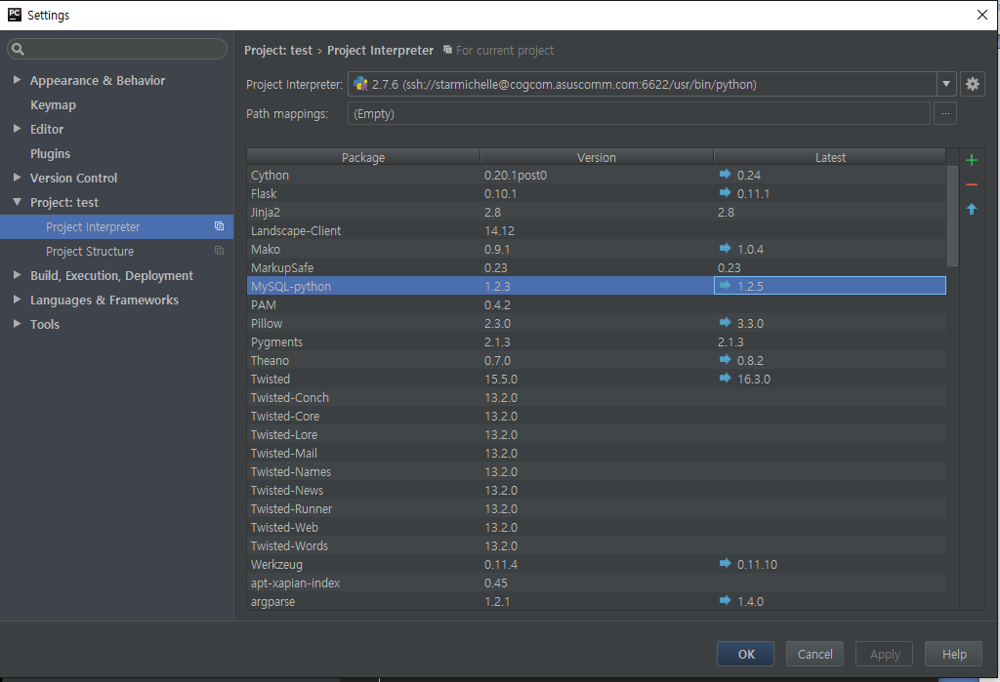 PC Settings
Project: test › Project Interpreter For current project
Appearance & Behavior
Keymap
Editor
Plugins
Version Control
Project: test
Project Interpreter
Project Structure
Build, Execution, Deployment
Languages & Frameworks
Tools
Project Interpreter: 2.7.6 (ssh://starmichelle@cogcom.asuscomm.com:6622/usr/bin/python)
Path mappings: (Empty) ...
Package Version Latest
Cython 0.20.1post0 0.24
Flask 0.10.1 0.11.1
Jinja2 2.8 2.8
Landscape-Client 14.12
Mako 0.9.1 1.0.4
MarkupSafe 0.23 0.23
MySQL-python 1.2.3 1.2.5
PAM 0.4.2
Pillow 2.3.0 3.3.0
Pygments 2.1.3 2.1.3
Theano 0.7.0 0.8.2
Twisted 15.5.0 16.3.0
Twisted-Conch 13.2.0
Twisted-Core 13.2.0
Twisted-Lore 13.2.0
Twisted-Mail 13.2.0
Twisted-Names 13.2.0
Twisted-News 13.2.0
Twisted-Runner 13.2.0
Twisted-Web 13.2.0
Twisted-Words 13.2.0
Werkzeug 0.11.4 0.11.10
apt-xapian-index 0.45
argparse 1.2.1 1.4.0
OK Cancel Apply Help